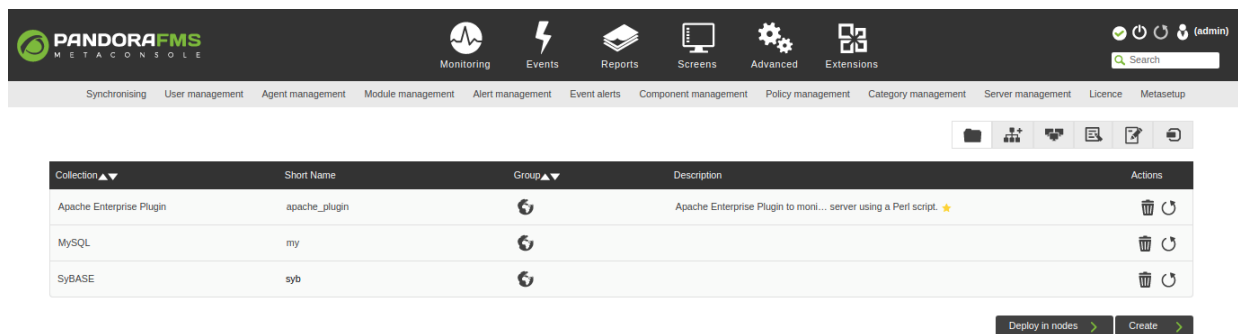 PANDORAFMS
METACONSOLE
Monitoring Events Reports Screens Advanced Extensions
(admin)
Search
Synchronising User management Agent management Module management Alert management Event alerts Component management Policy management Category management Server management Licence Metasetup
Collection Short Name Group Description Actions
Apache Enterprise Plugin apache_plugin Apache Enterprise Plugin to moni... server using a Perl script.
MySQL my
SyBASE syb
Deploy in nodes Create